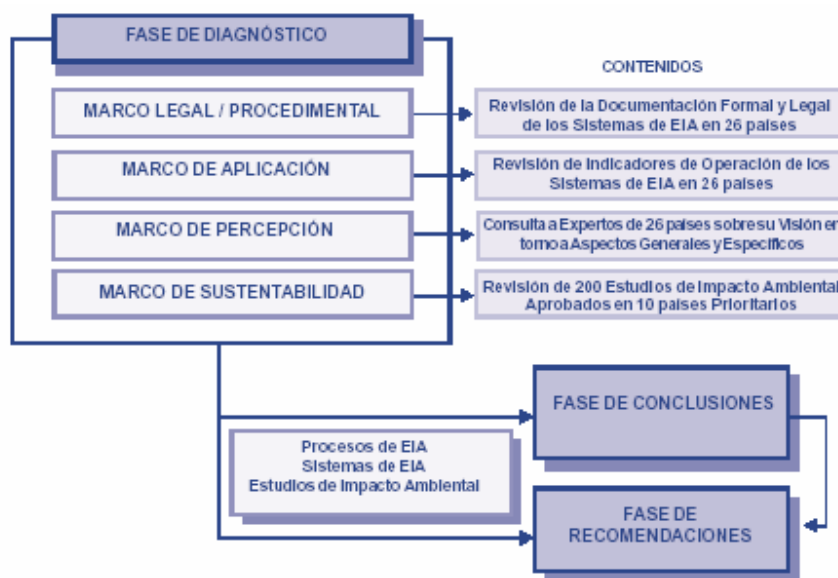 FASE DE DIAGNÓSTICO
CONTENIDOS
MARCO LEGAL / PROCEDIMENTAL
Revisión de la Documentación Formal y Legal
de los Sistemas de EIA en 26 países
MARCO DE APLICACIÓN
Revisión de Indicadores de Operación de los
Sistemas de EIA en 26 países
MARCO DE PERCEPCIÓN
Consulta a Expertos de 26 países sobre su Visión en
torno a Aspectos Generales y Específicos
MARCO DE SUSTENTABILIDAD
Revisión de 200 Estudios de Impacto Ambiental
Aprobados en 10 países Prioritarios
FASE DE CONCLUSIONES
Procesos de EIA
Sistemas de EIA
Estudios de Impacto Ambiental
FASE DE
RECOMENDACIONES